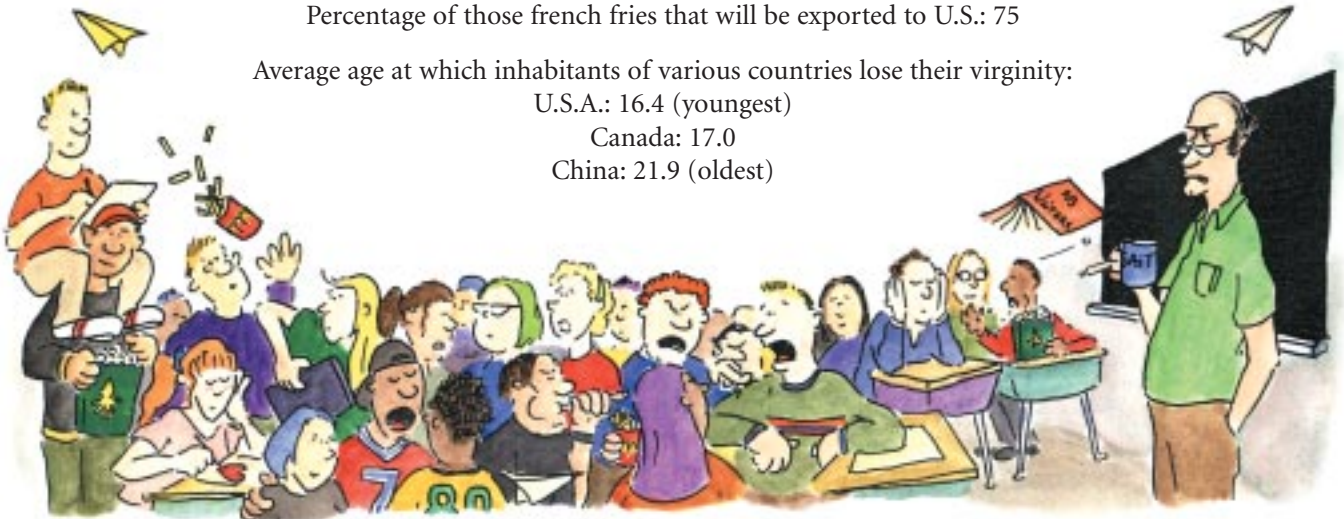 Percentage of those french fries that will be exported to U.S.: 75
Average age at which inhabitants of various countries lose their virginity:
U.S.A.: 16.4 (youngest)
Canada: 17.0
China: 21.9 (oldest)
7
80